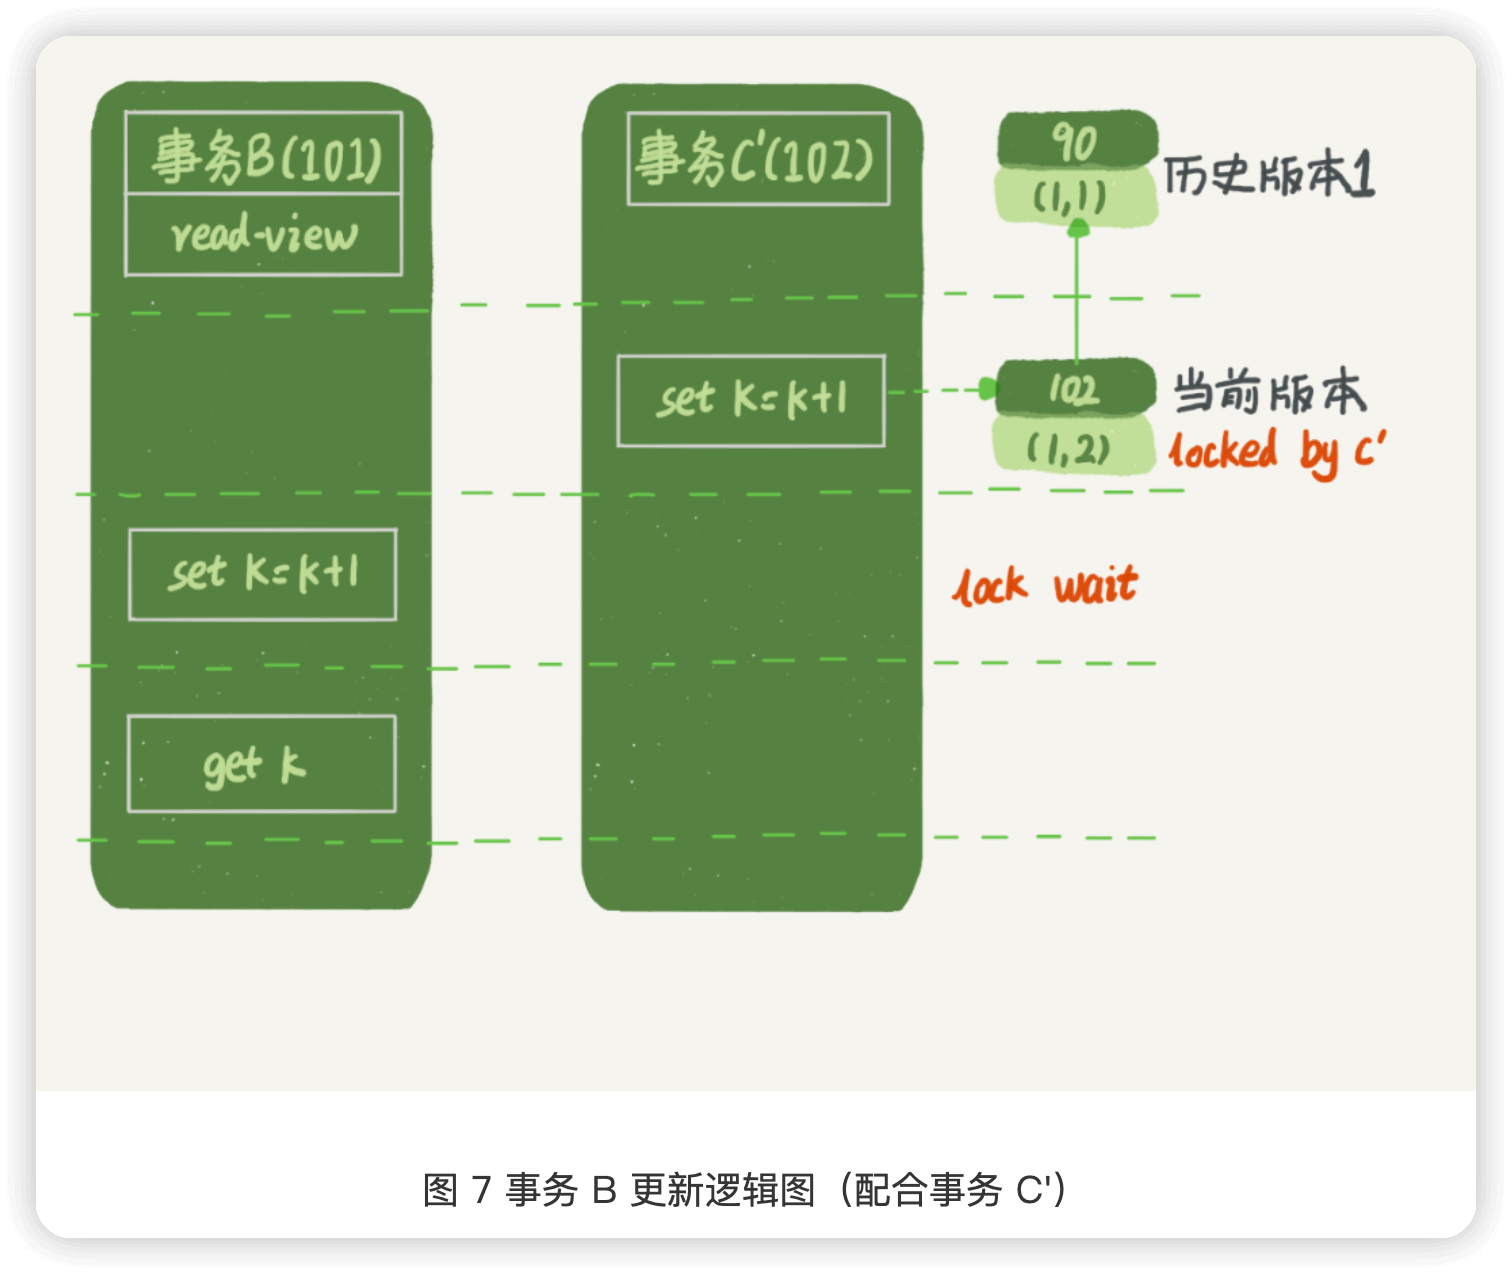 事务B(101)
read-view
事务C'(102)
90
(1,1)
历史版本1
set k=k+1
102
(1,2)
当前版本
locked by c'
set k=k+1
lock wait
get k
图 7 事务 B 更新逻辑图（配合事务 C'）